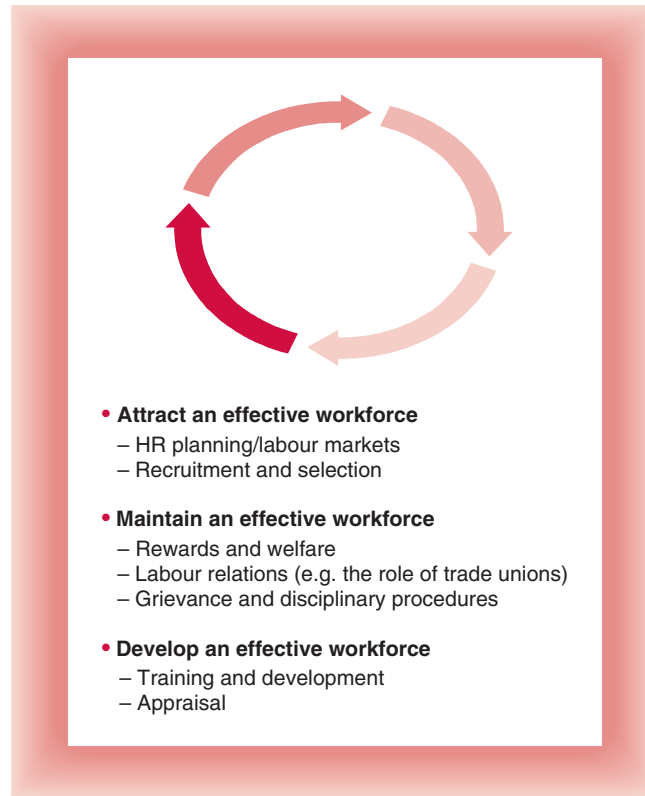 • Attract an effective workforce
– HR planning/labour markets
– Recruitment and selection
• Maintain an effective workforce
– Rewards and welfare
– Labour relations (e.g. the role of trade unions)
– Grievance and disciplinary procedures
• Develop an effective workforce
– Training and development
– Appraisal